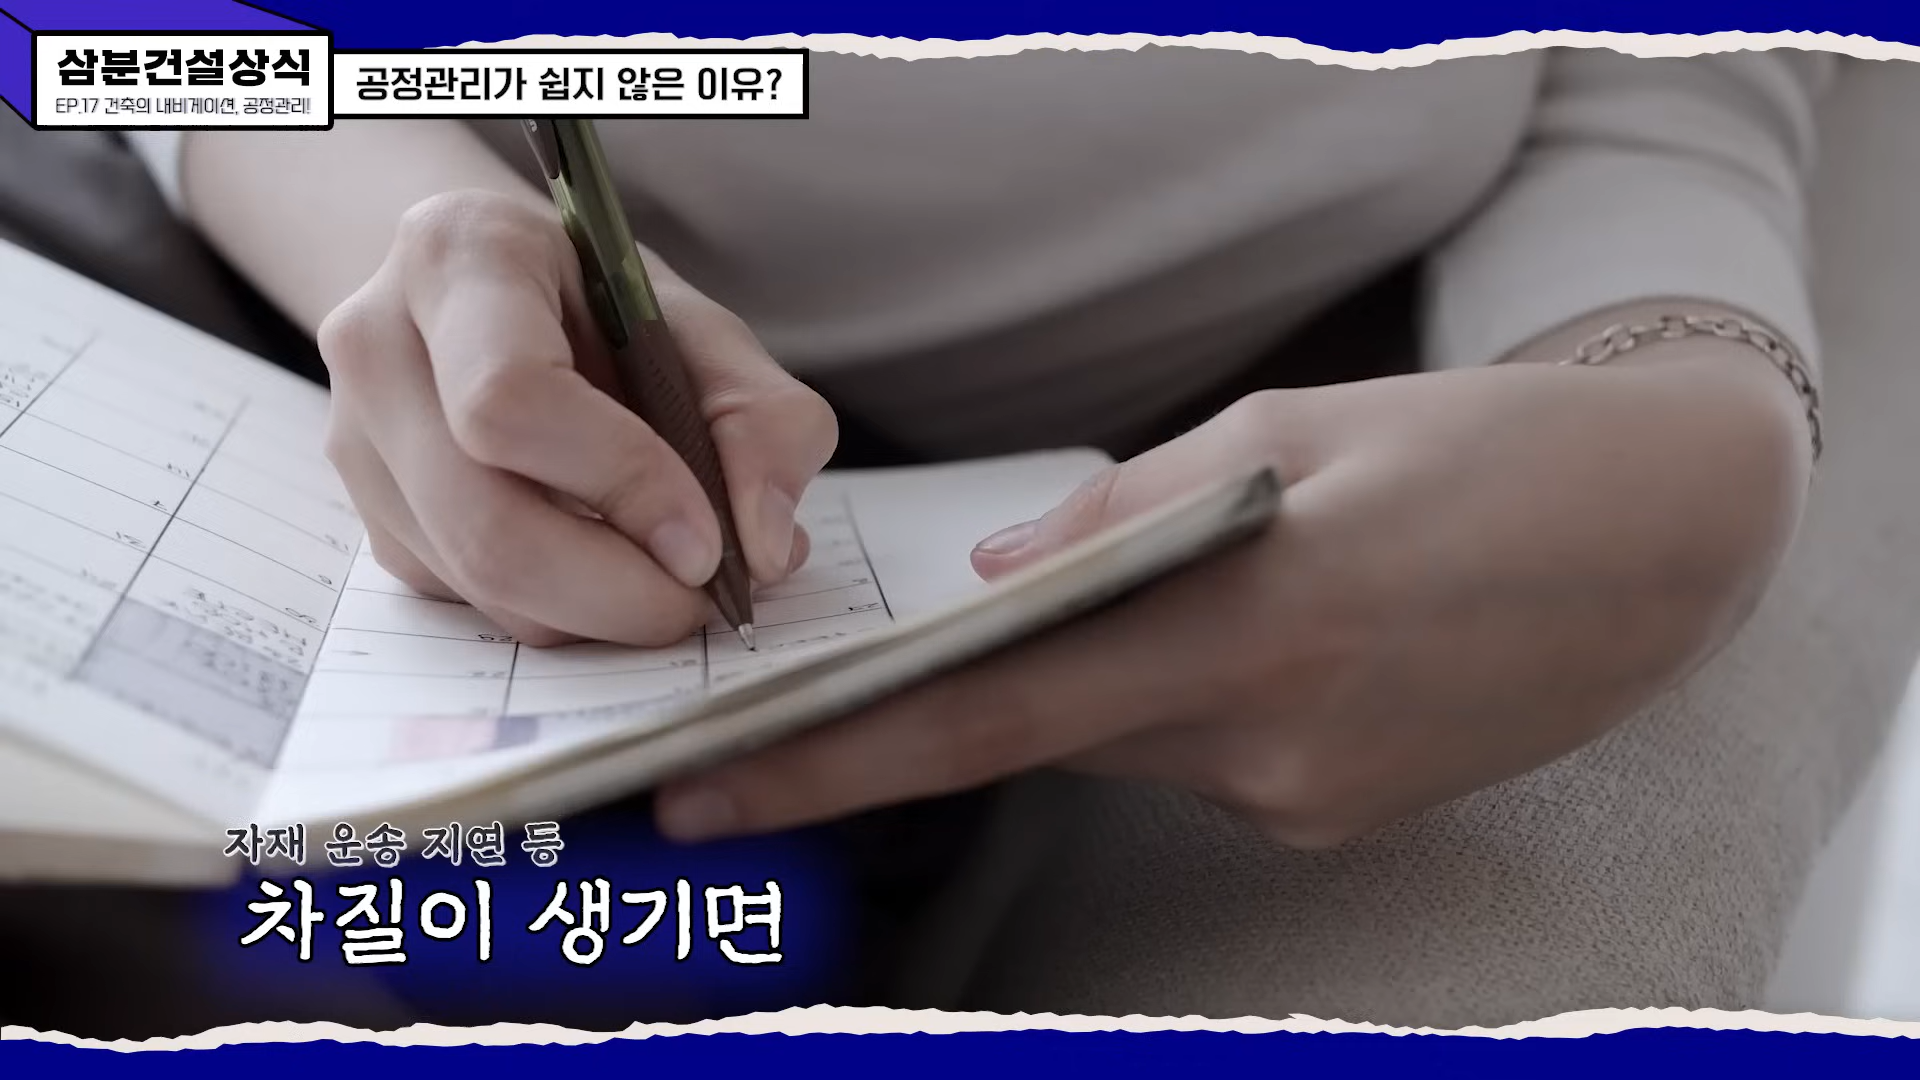 삼분건설상식
EP.17 건축의 내비게이션, 공정관리!
공정관리가 쉽지 않은 이유?
자재 운송 지연 등
차질이 생기면